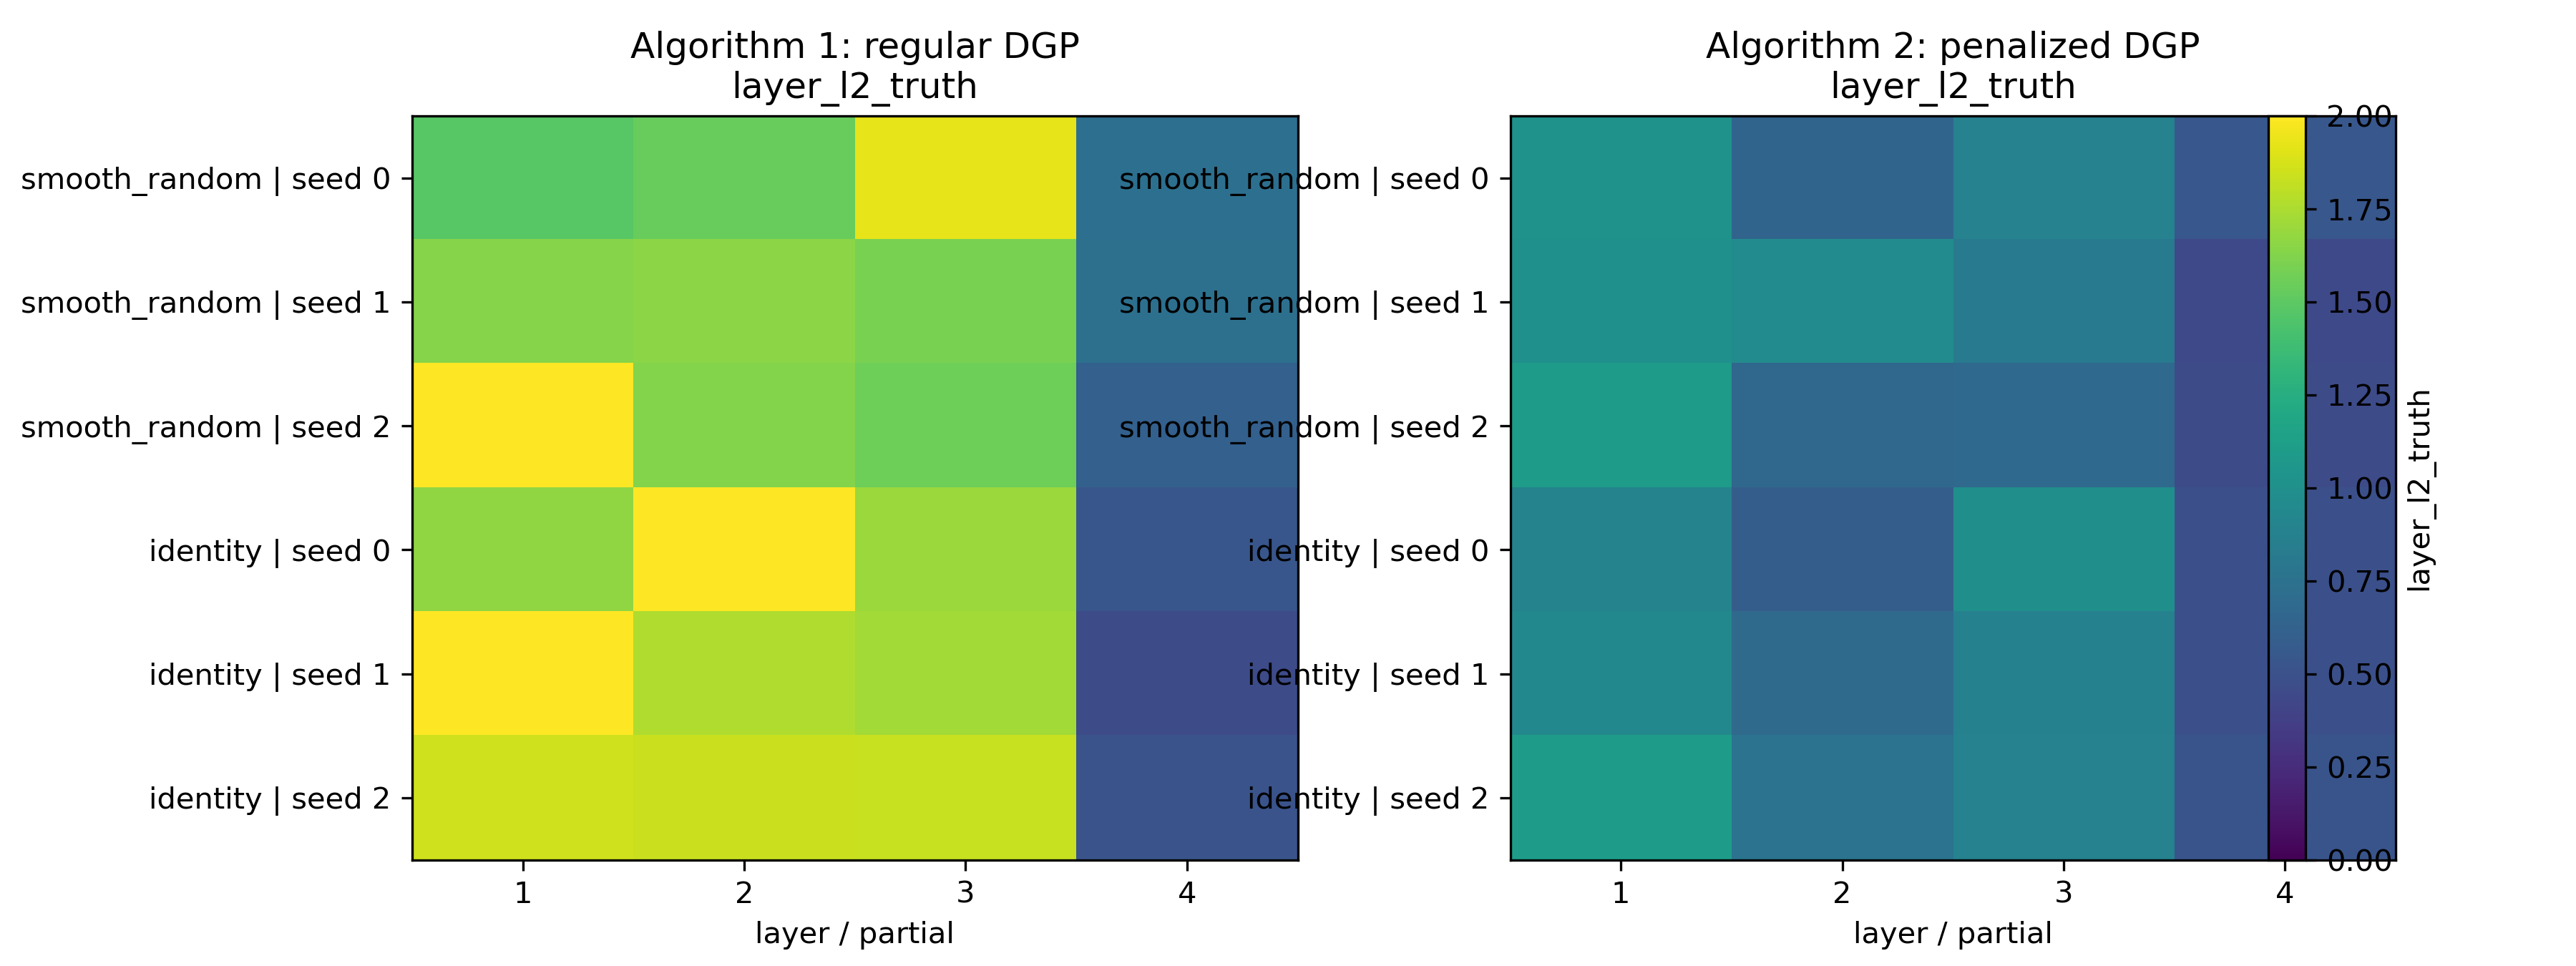 Algorithm 1: regular DGP
layer_l2_truth
smooth_random | seed 0
smooth_random | seed 1
smooth_random | seed 2
identity | seed 0
identity | seed 1
identity | seed 2
1 2 3 4
layer / partial
Algorithm 2: penalized DGP
layer_l2_truth
smooth_random | seed 0
smooth_random | seed 1
smooth_random | seed 2
identity | seed 0
identity | seed 1
identity | seed 2
1 2 3 4
layer / partial
2.00
1.75
1.50
1.25
1.00
0.75
0.50
0.25
0.00
layer_l2_truth